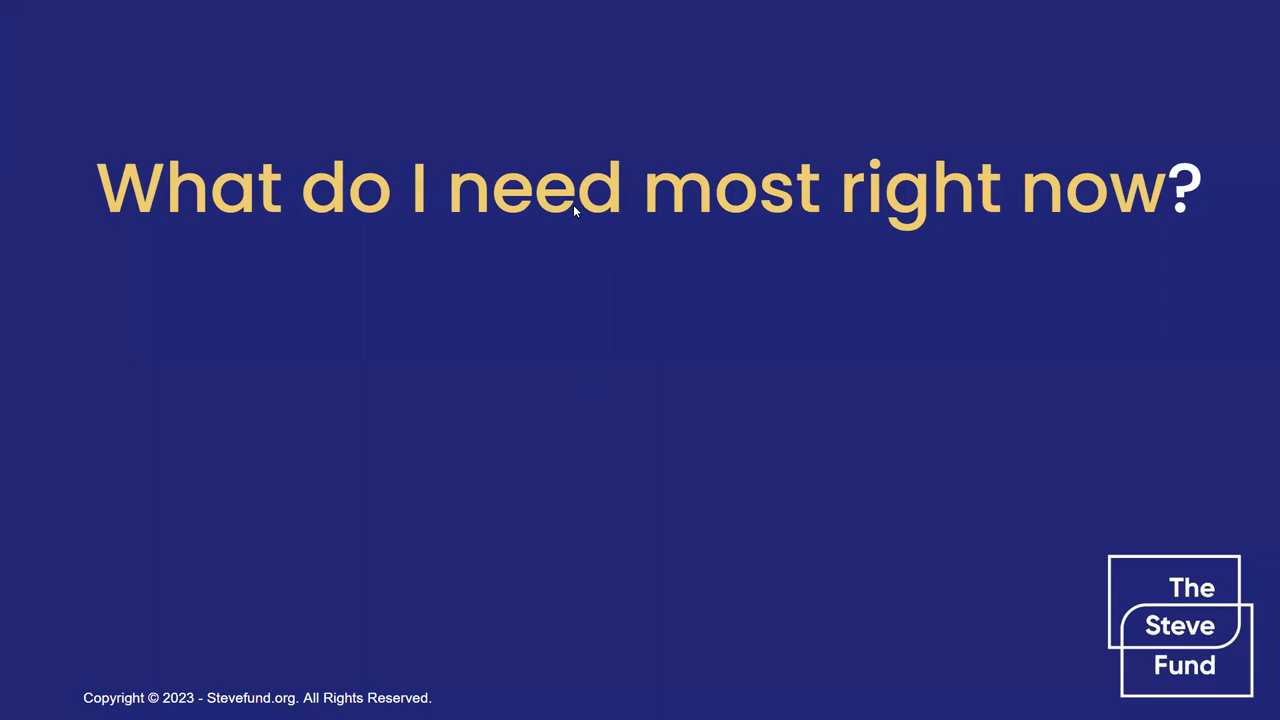 What do I need most right now?
The
Steve
Fund
Copyright © 2023 - Stevefund.org. All Rights Reserved.